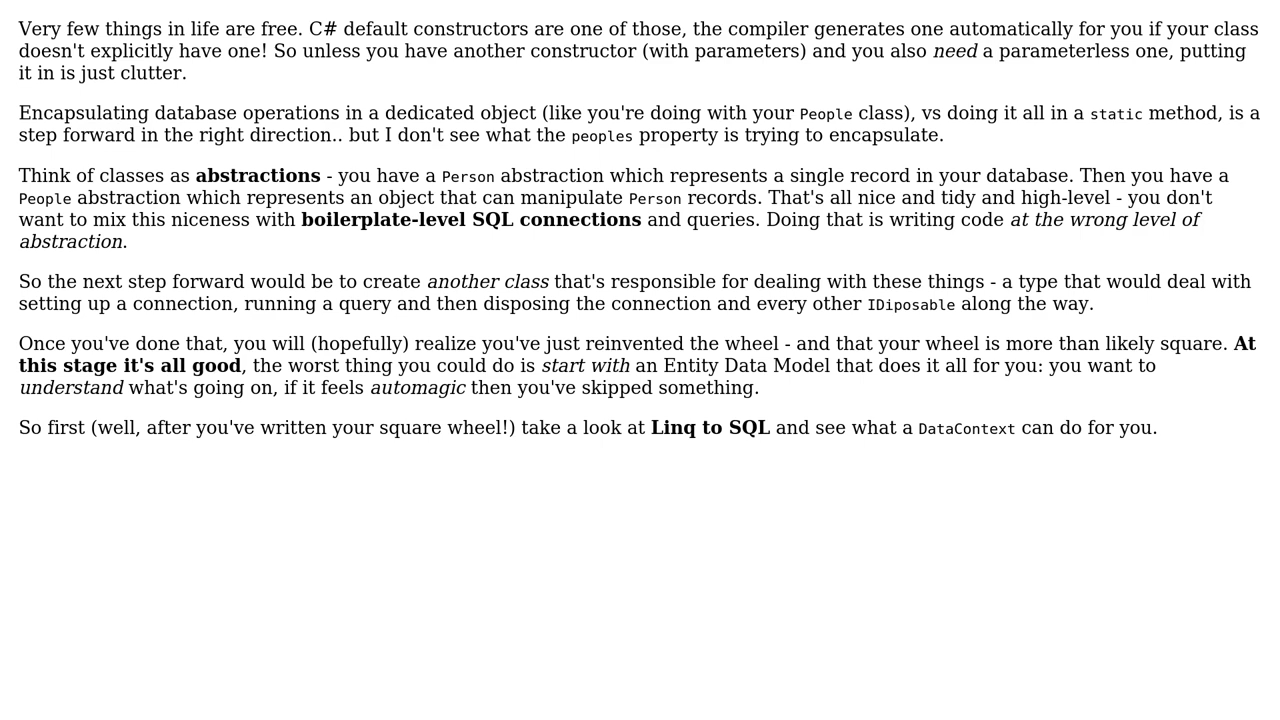 Very few things in life are free. C# default constructors are one of those, the compiler generates one automatically for you if your class
doesn't explicitly have one! So unless you have another constructor (with parameters) and you also need a parameterless one, putting
it in is just clutter.
Encapsulating database operations in a dedicated object (like you're doing with your People class), vs doing it all in a static method, is a
step forward in the right direction.. but I don't see what the peoples property is trying to encapsulate.
Think of classes as abstractions - you have a Person abstraction which represents a single record in your database. Then you have a
People abstraction which represents an object that can manipulate Person records. That's all nice and tidy and high-level - you don't
want to mix this niceness with boilerplate-level SQL connections and queries. Doing that is writing code at the wrong level of
abstraction.
So the next step forward would be to create another class that's responsible for dealing with these things - a type that would deal with
setting up a connection, running a query and then disposing the connection and every other IDiposable along the way.
Once you've done that, you will (hopefully) realize you've just reinvented the wheel - and that your wheel is more than likely square. At
this stage it's all good, the worst thing you could do is start with an Entity Data Model that does it all for you: you want to
understand what's going on, if it feels automagic then you've skipped something.
So first (well, after you've written your square wheel!) take a look at Linq to SQL and see what a DataContext can do for you.